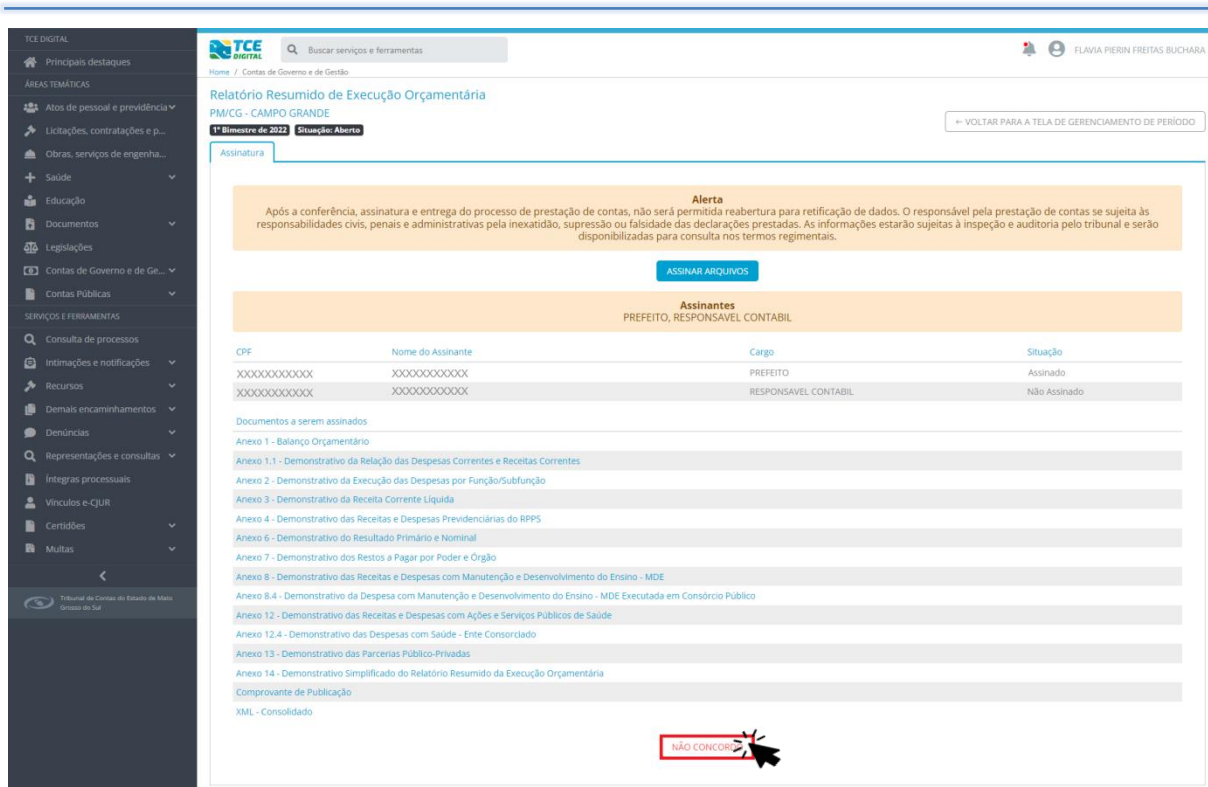 TCE DIGITAL
Principais destaques
ÁREAS TEMÁTICAS
Atos de pessoal e previdência
Licitações, contratações e p...
Obras, serviços de engenha...
Saúde
Educação
Documentos
Legislações
Contas de Governo e de Ge...
Contas Públicas
SERVIÇOS E FERRAMENTAS
Consulta de processos
Intimações e notificações
Recursos
Demais encaminhamentos
Denúncias
Representações e consultas
Íntegras processuais
Vínculos e-CJUR
Certidões
Multas
Tribunal de Contas do Estado de Mato
Grosso do Sul
TCE
DIGITAL
Buscar serviços e ferramentas
FLAVIA PIERIN FREITAS BUCHARA
Home / Contas de Governo e de Gestão
Relatório Resumido de Execução Orçamentária
PM/CG - CAMPO GRANDE
1° Bimestre de 2022 Situação: Aberto
← VOLTAR PARA A TELA DE GERENCIAMENTO DE PERÍODO
Assinatura
Alerta
Após a conferência, assinatura e entrega do processo de prestação de contas, não será permitida reabertura para retificação de dados. O responsável pela prestação de contas se sujeita às
responsabilidades civis, penais e administrativas pela inexatidão, supressão ou falsidade das declarações prestadas. As informações estarão sujeitas à inspeção e auditoria pelo tribunal e serão
disponibilizadas para consulta nos termos regimentais.
ASSINAR ARQUIVOS
Assinantes
PREFEITO, RESPONSAVEL CONTABIL
CPF Nome do Assinante Cargo Situação
XXXXXXXXXXX XXXXXXXXXXX PREFEITO Assinado
XXXXXXXXXXX XXXXXXXXXXX RESPONSAVEL CONTABIL Não Assinado
Documentos a serem assinados
Anexo 1 - Balanço Orçamentário
Anexo 1.1 - Demonstrativo da Relação das Despesas Correntes e Receitas Correntes
Anexo 2 - Demonstrativo da Execução das Despesas por Função/Subfunção
Anexo 3 - Demonstrativo da Receita Corrente Líquida
Anexo 4 - Demonstrativo das Receitas e Despesas Previdenciárias do RPPS
Anexo 6 - Demonstrativo do Resultado Primário e Nominal
Anexo 7 - Demonstrativo dos Restos a Pagar por Poder e Órgão
Anexo 8 - Demonstrativo das Receitas e Despesas com Manutenção e Desenvolvimento do Ensino - MDE
Anexo 8.4 - Demonstrativo da Despesa com Manutenção e Desenvolvimento do Ensino - MDE Executada em Consórcio Público
Anexo 12 - Demonstrativo das Receitas e Despesas com Ações e Serviços Públicos de Saúde
Anexo 12.4 - Demonstrativo das Despesas com Saúde - Ente Consorciado
Anexo 13 - Demonstrativo das Parcerias Público-Privadas
Anexo 14 - Demonstrativo Simplificado do Relatório Resumido da Execução Orçamentária
Comprovante de Publicação
XML - Consolidado
NÃO CONCORDO